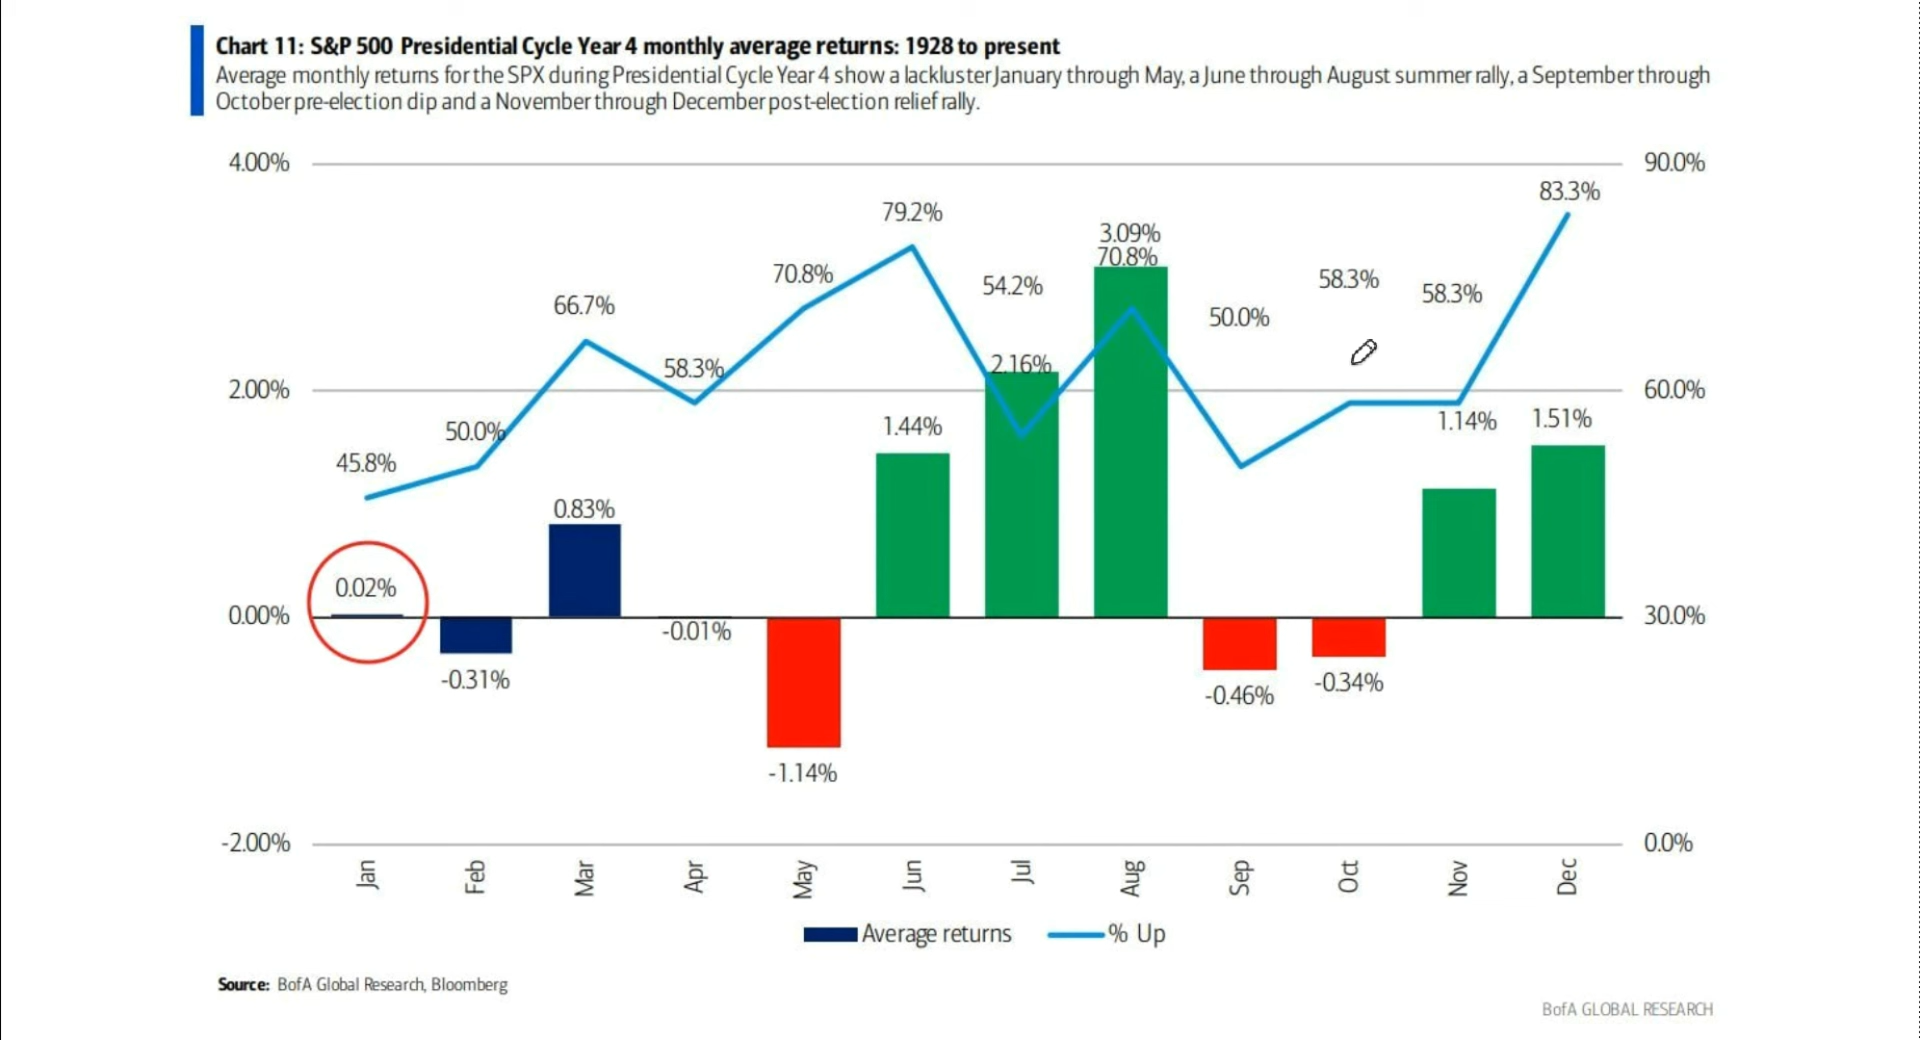 Chart 11: S&P 500 Presidential Cycle Year 4 monthly average returns: 1928 to present
Average monthly returns for the SPX during Presidential Cycle Year 4 show a lackluster January through May, a June through August summer rally, a September through
October pre-election dip and a November through December post-election relief rally.
4.00%
2.00%
0.00%
-2.00%
90.0%
60.0%
30.0%
0.0%
45.8%
50.0%
66.7%
58.3%
70.8%
79.2%
54.2%
70.8%
50.0%
58.3%
58.3%
83.3%
0.02%
-0.31%
0.83%
-0.01%
-1.14%
1.44%
2.16%
3.09%
-0.46%
-0.34%
1.14%
1.51%
Jan
Feb
Mar
Apr
May
Jun
Jul
Aug
Sep
Oct
Nov
Dec
Average returns
% Up
Source: BofA Global Research, Bloomberg
BofA GLOBAL RESEARCH